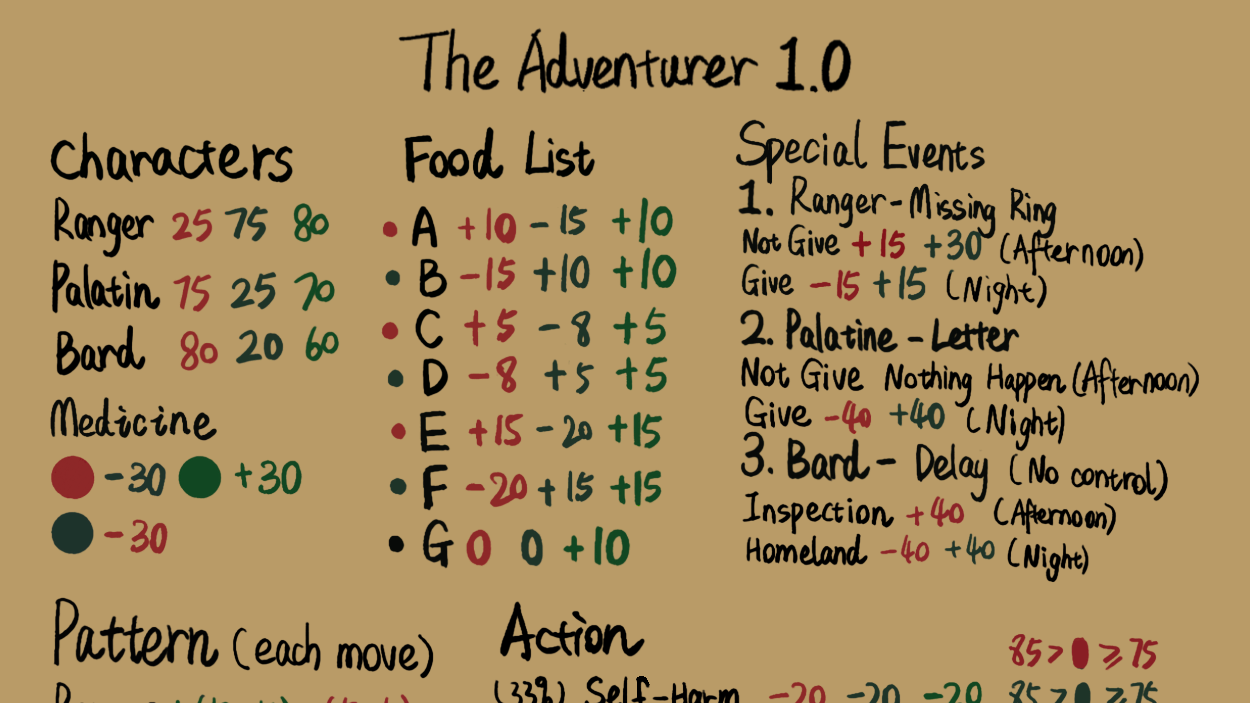 The Adventurer 1.0
Characters
Ranger 25 75 80
Palatin 75 25 70
Bard 80 20 60
Medicine
-30 +30
-30
Food List
A +10 -15 +10
B -15 +10 +10
C +5 -8 +5
D -8 +5 +5
E +15 -20 +15
F -20 +15 +15
G 0 0 +10
Special Events
1. Ranger-Missing Ring
Not Give +15 +30 (Afternoon)
Give -15 +15 (Night)
2. Palatine - Letter
Not Give Nothing Happen (Afternoon)
Give -40 +40 (Night)
3. Bard - Delay (No control)
Inspection +40 (Afternoon)
Homeland -40 +40 (Night)
Pattern (each move)
Action
85 > ≥ 75
(33%) Self-Harm -20 -20 -20 85 > ≥ 75